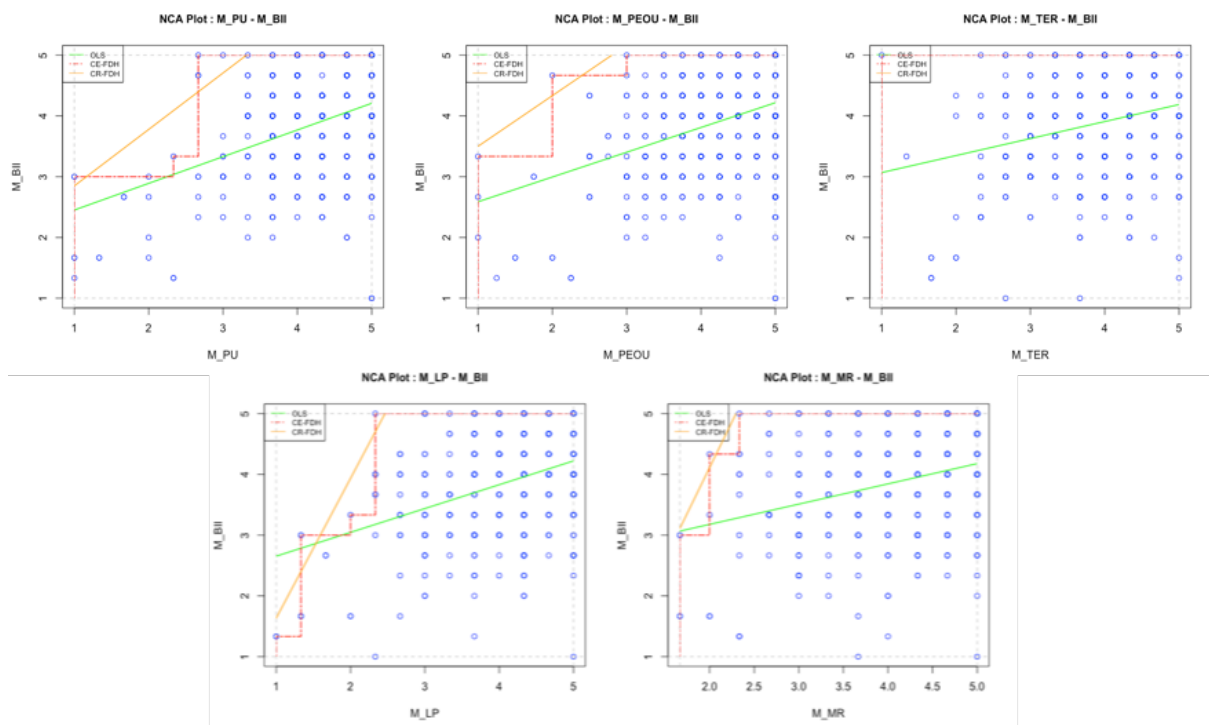 NCA Plot : M_PU - M_BII
OLS
CE-FDH
CR-FDH
M_BII
5
4
3
2
1
1 2 3 4 5
M_PU
NCA Plot : M_PEOU - M_BII
OLS
CE-FDH
CR-FDH
M_BII
5
4
3
2
1
1 2 3 4 5
M_PEOU
NCA Plot : M_TER - M_BII
OLS
CE-FDH
CR-FDH
M_BII
5
4
3
2
1
1 2 3 4 5
M_TER
NCA Plot : M_LP - M_BII
OLS
CE-FDH
CR-FDH
M_BII
5
4
3
2
1
1 2 3 4 5
M_LP
NCA Plot : M_MR - M_BII
OLS
CE-FDH
CR-FDH
M_BII
5
4
3
2
1
2.0 2.5 3.0 3.5 4.0 4.5 5.0
M_MR